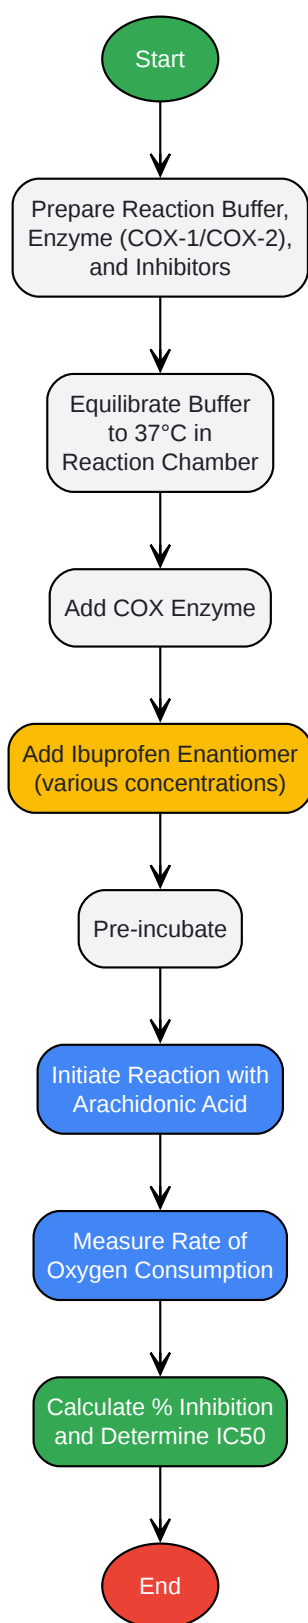 Start
Prepare Reaction Buffer,
Enzyme (COX-1/COX-2),
and Inhibitors
Equilibrate Buffer
to 37°C in
Reaction Chamber
Add COX Enzyme
Add Ibuprofen Enantiomer
(various concentrations)
Pre-incubate
Initiate Reaction with
Arachidonic Acid
Measure Rate of
Oxygen Consumption
Calculate % Inhibition
and Determine IC50
End